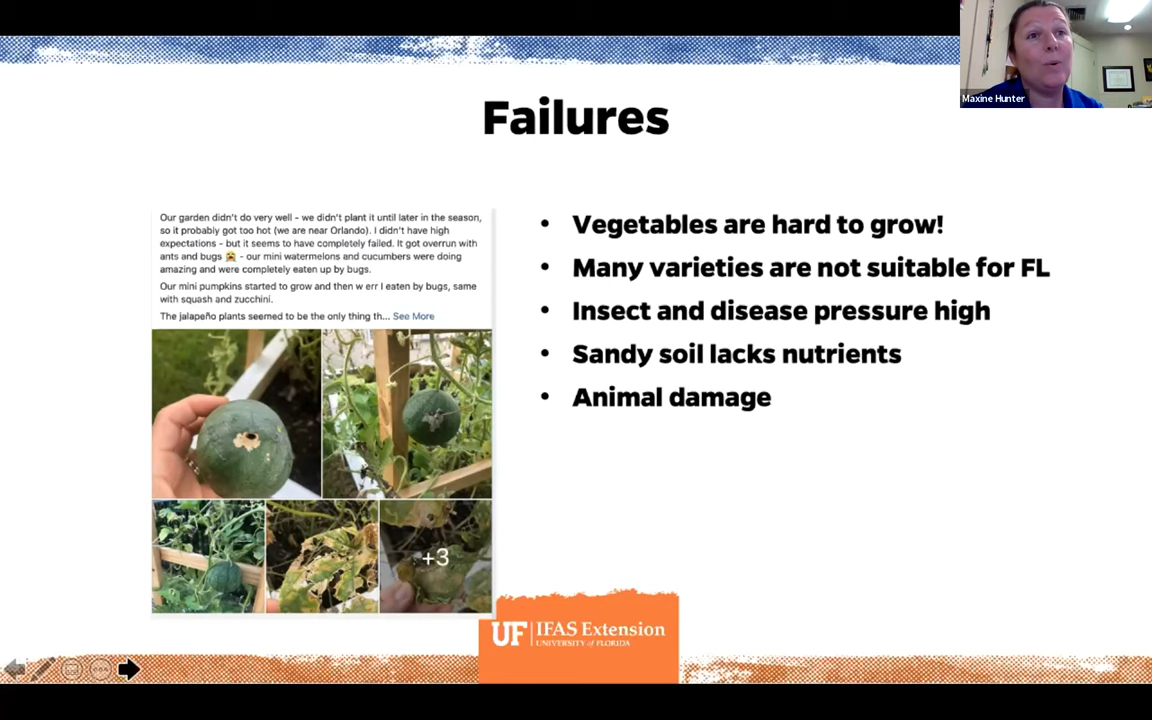 Maxine Hunter
Failures
Our garden didn't do very well - we didn't plant it until later in the season,
so it probably got too hot (we are near Orlando). I didn't have high
expectations - but it seems to have completely failed. It got overrun with
ants and bugs 😭 - our mini watermelons and cucumbers were doing
amazing and were completely eaten up by bugs.
Our mini pumpkins started to grow and then w err l eaten by bugs, same
with squash and zucchini.
The jalapeño plants seemed to be the only thing th... See More
+3
• Vegetables are hard to grow!
• Many varieties are not suitable for FL
• Insect and disease pressure high
• Sandy soil lacks nutrients
• Animal damage
UF IFAS Extension
UNIVERSITY of FLORIDA